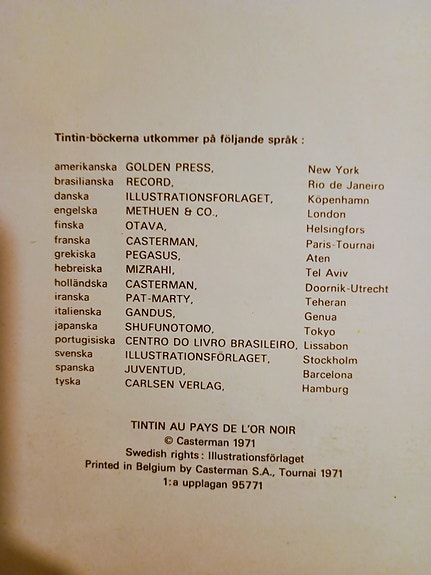 Tintin-böckerna utkommer på följande språk :
amerikanska GOLDEN PRESS, New York
brasilianska RECORD, Rio de Janeiro
danska ILLUSTRATIONSFORLAGET, Köpenhamn
engelska METHUEN & CO., London
finska OTAVA, Helsingfors
franska CASTERMAN, Paris-Tournai
grekiska PEGASUS, Aten
hebreiska MIZRAHI, Tel Aviv
holländska CASTERMAN, Doornik-Utrecht
iranska PAT-MARTY, Teheran
italienska GANDUS, Genua
japanska SHUFUNOTOMO, Tokyo
portugisiska CENTRO DO LIVRO BRASILEIRO, Lissabon
svenska ILLUSTRATIONSFÖRLAGET, Stockholm
spanska JUVENTUD, Barcelona
tyska CARLSEN VERLAG, Hamburg
TINTIN AU PAYS DE L'OR NOIR
© Casterman 1971
Swedish rights : Illustrationsförlaget
Printed in Belgium by Casterman S.A., Tournai 1971
1:a upplagan 95771